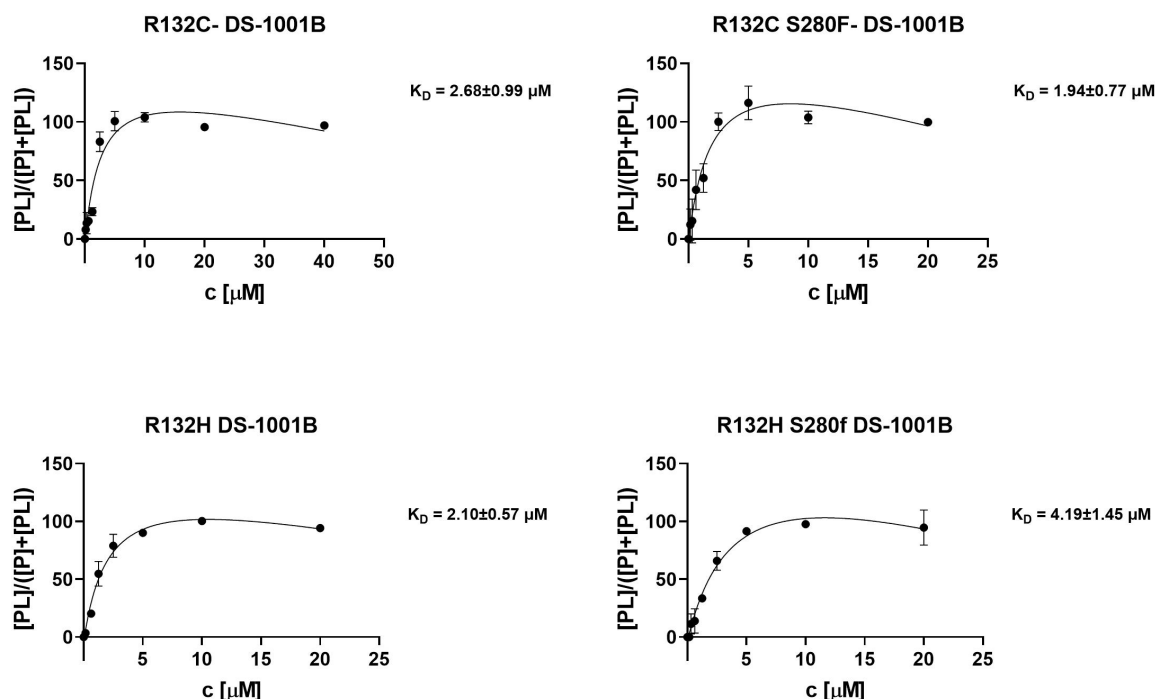 R132C- DS-1001B
[PL]/([P]+[PL])
150
100
50
0
10
20
30
40
50
c [μM]
K_D = 2.68±0.99 μM
R132C S280F- DS-1001B
[PL]/([P]+[PL])
150
100
50
0
5
10
15
20
25
c [μM]
K_D = 1.94±0.77 μM
R132H DS-1001B
[PL]/([P]+[PL])
150
100
50
0
5
10
15
20
25
c [μM]
K_D = 2.10±0.57 μM
R132H S280f DS-1001B
[PL]/([P]+[PL])
150
100
50
0
5
10
15
20
25
c [μM]
K_D = 4.19±1.45 μM